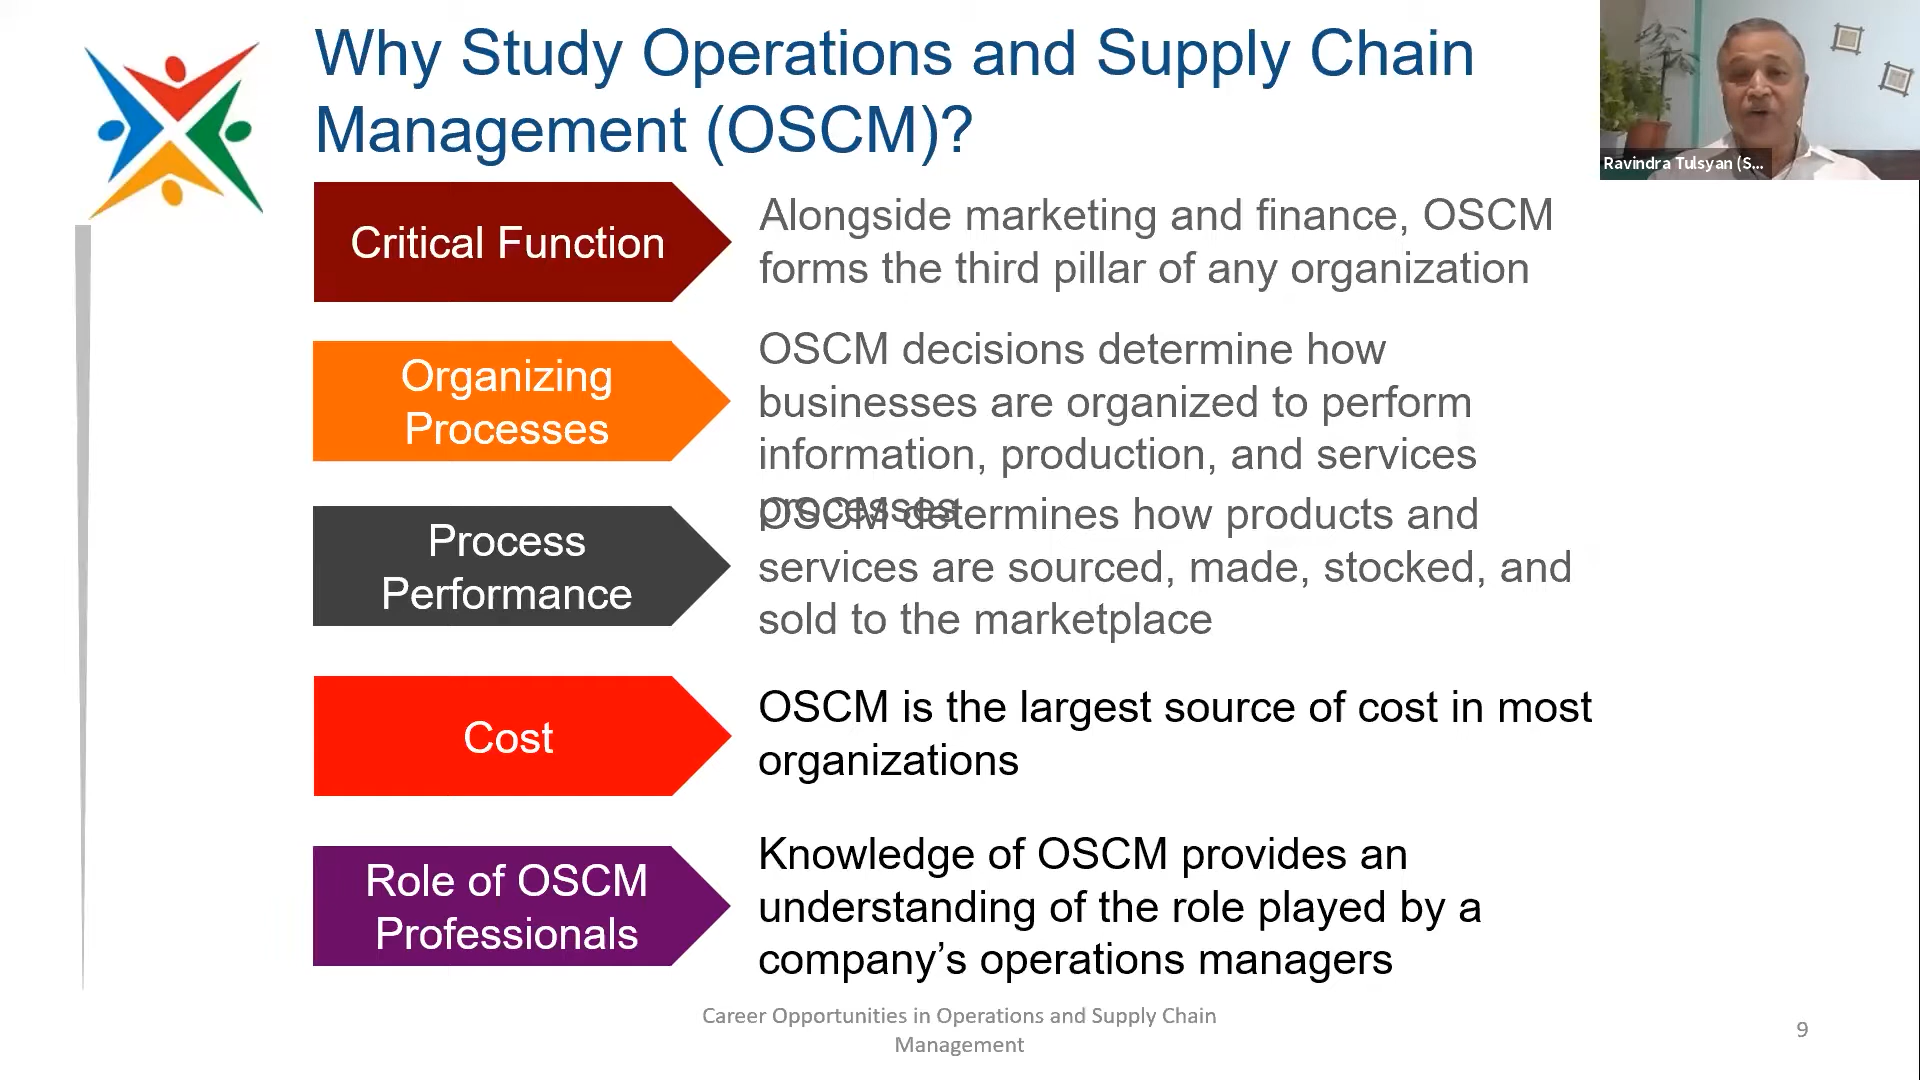 Why Study Operations and Supply Chain
Management (OSCM)?
Ravindra Tulsyan (S...
Critical Function
Alongside marketing and finance, OSCM
forms the third pillar of any organization
Organizing
Processes
OSCM decisions determine how
businesses are organized to perform
information, production, and services
processes
Process
Performance
OSCM determines how products and
services are sourced, made, stocked, and
sold to the marketplace
Cost
OSCM is the largest source of cost in most
organizations
Role of OSCM
Professionals
Knowledge of OSCM provides an
understanding of the role played by a
company’s operations managers
Career Opportunities in Operations and Supply Chain
Management
9